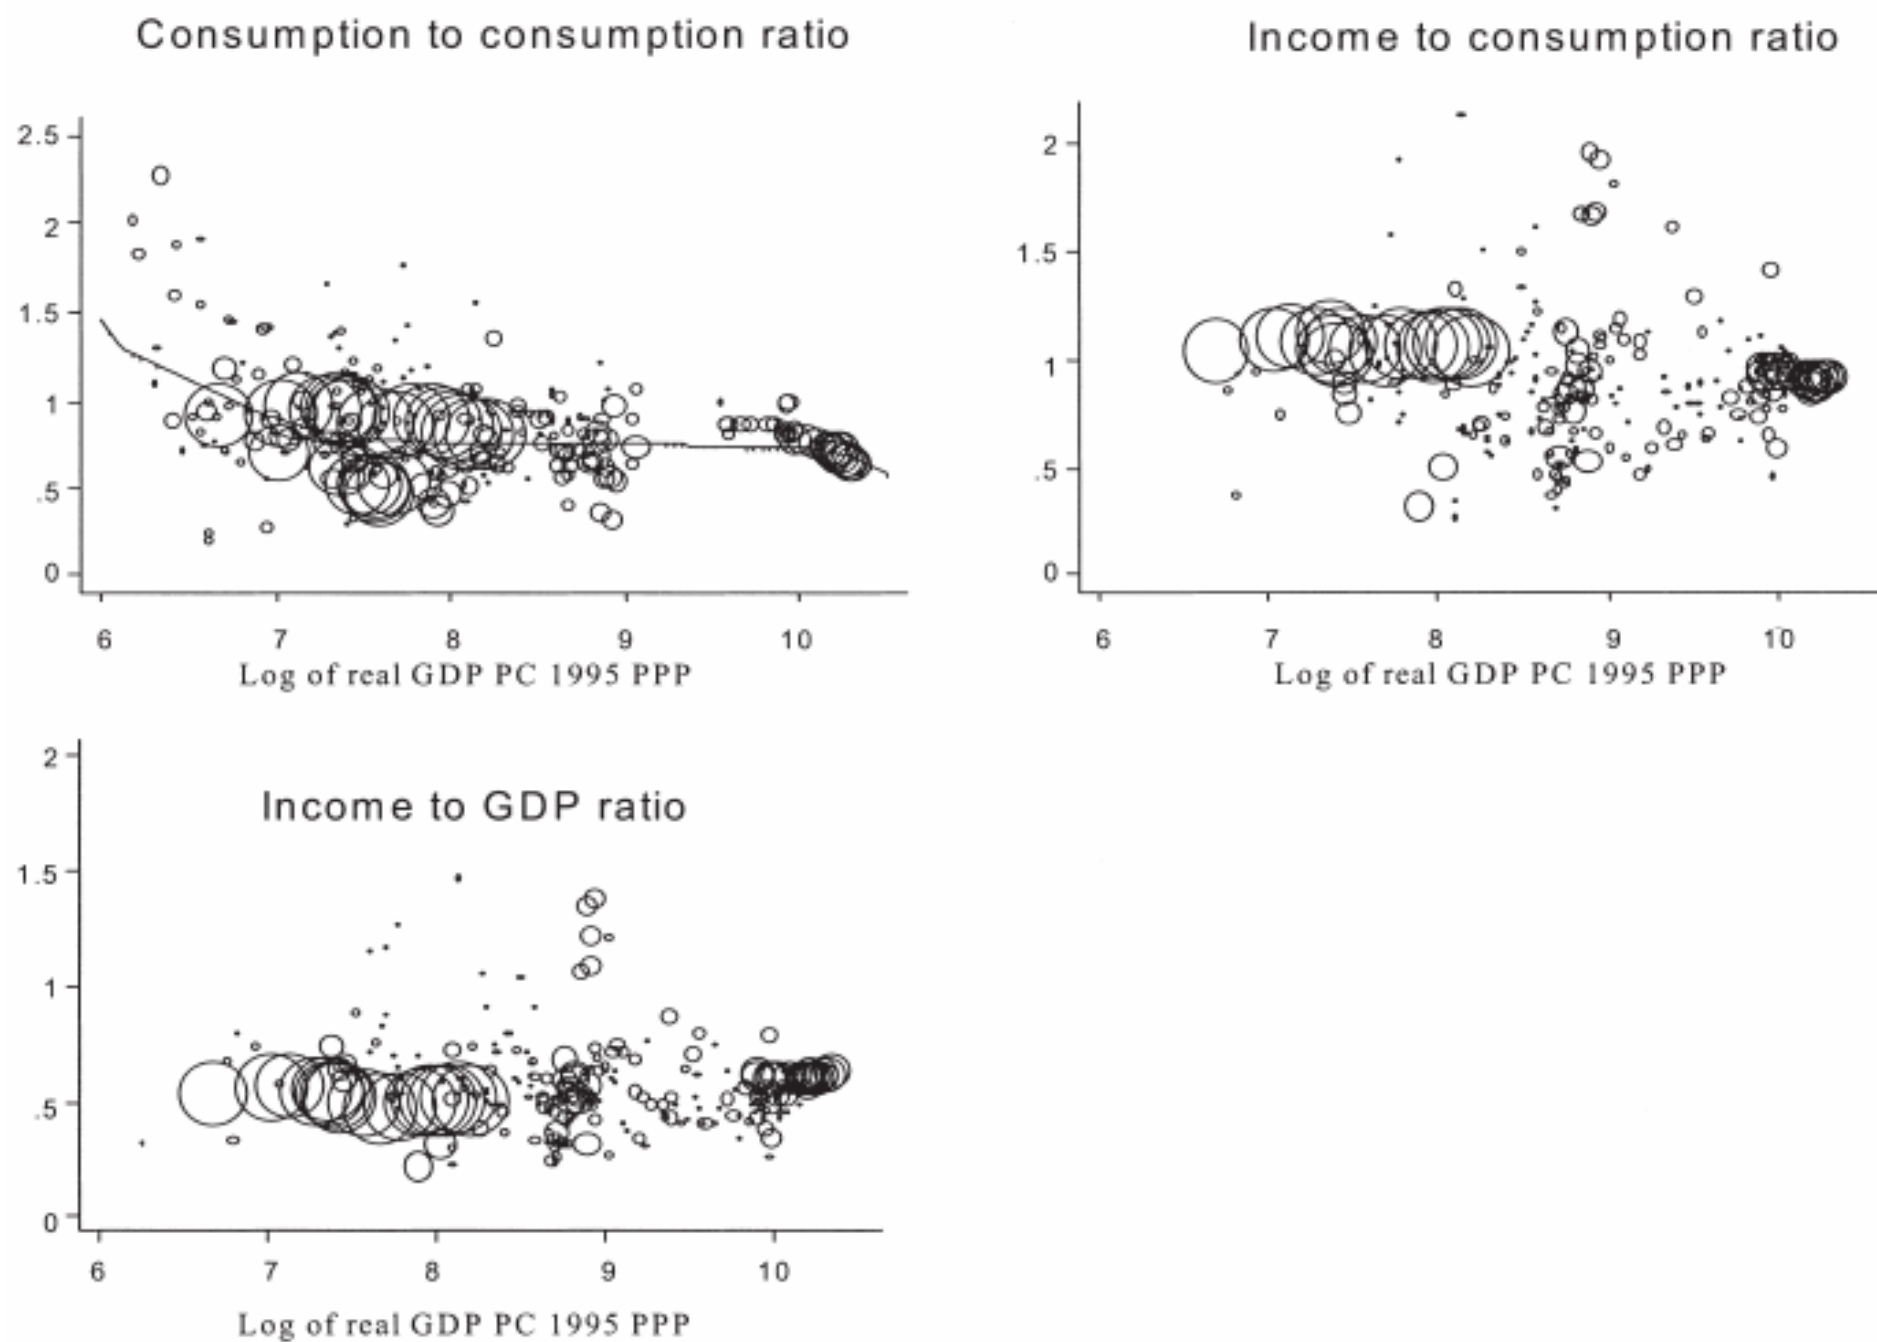 Consumption to consumption ratio
2.5
2
1.5
1
.5
0
6 7 8 9 10
Log of real GDP PC 1995 PPP
Income to consumption ratio
2
1.5
1
.5
0
6 7 8 9 10
Log of real GDP PC 1995 PPP
Income to GDP ratio
2
1.5
1
.5
0
6 7 8 9 10
Log of real GDP PC 1995 PPP